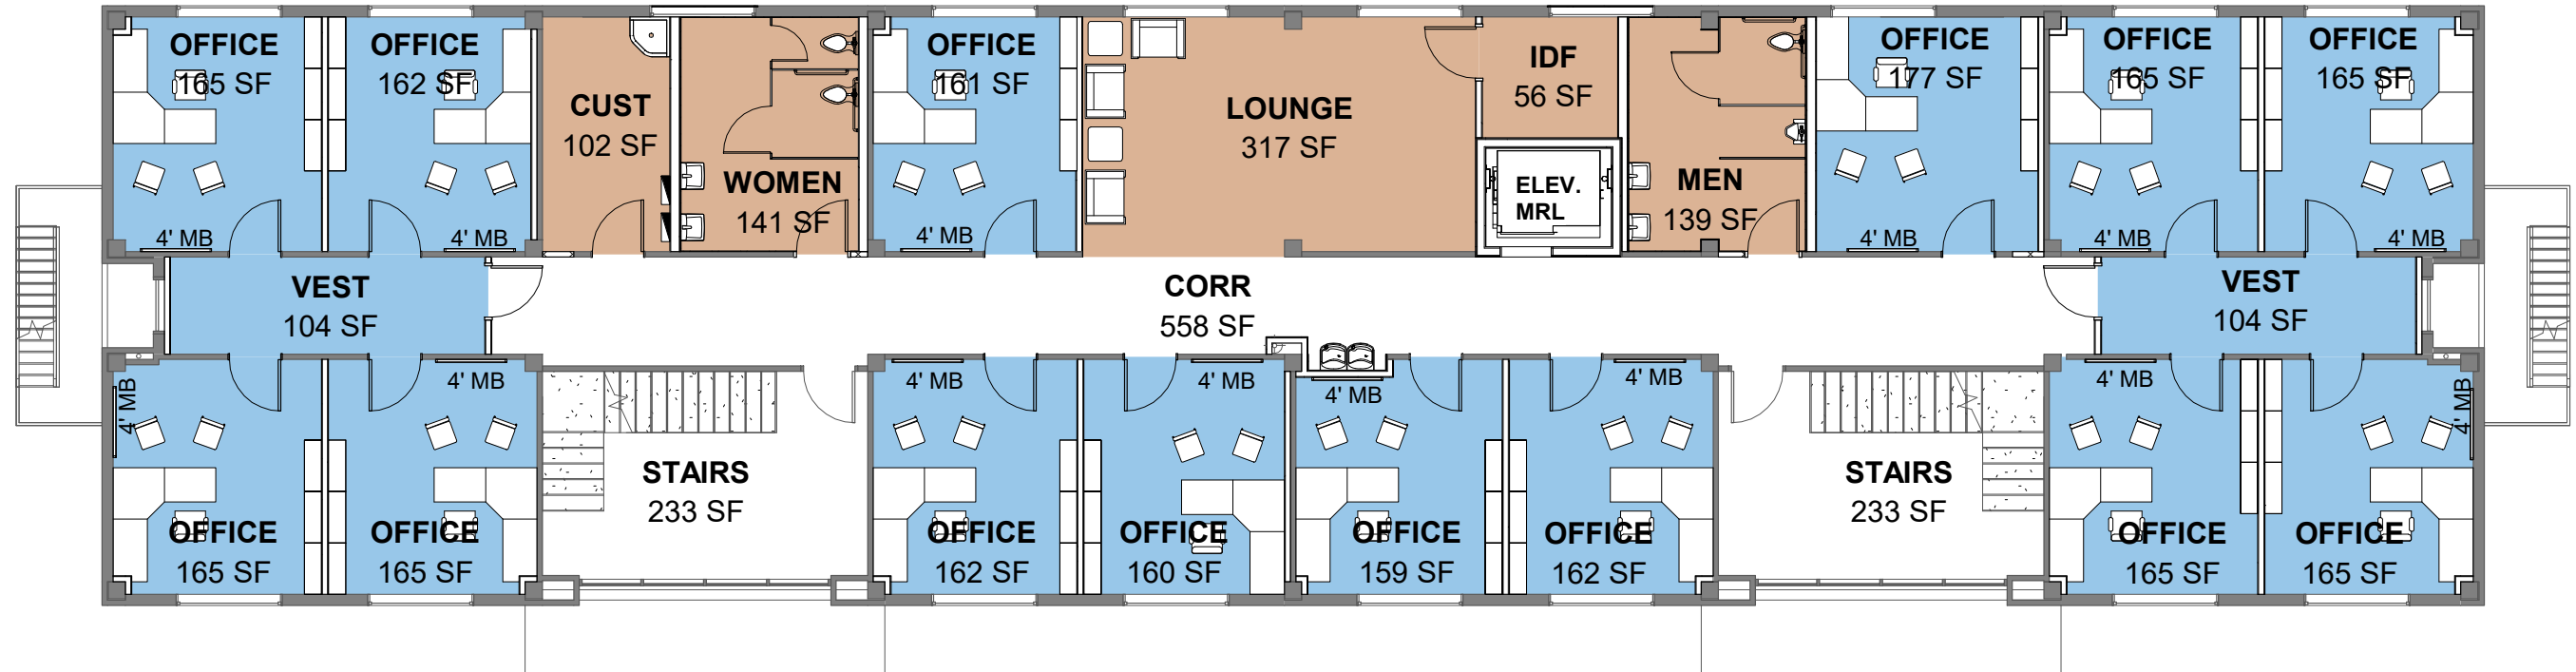 OFFICE
165 SF
4' MB
OFFICE
162 SF
4' MB
CUST
102 SF
WOMEN
141 SF
OFFICE
161 SF
4' MB
LOUNGE
317 SF
IDF
56 SF
ELEV.
MRL
MEN
139 SF
OFFICE
177 SF
4' MB
OFFICE
165 SF
4' MB
OFFICE
165 SF
4' MB
VEST
104 SF
CORR
558 SF
VEST
104 SF
4' MB
OFFICE
165 SF
4' MB
OFFICE
165 SF
STAIRS
233 SF
4' MB
OFFICE
162 SF
4' MB
OFFICE
160 SF
4' MB
OFFICE
159 SF
4' MB
OFFICE
162 SF
STAIRS
233 SF
4' MB
OFFICE
165 SF
4' MB
OFFICE
165 SF